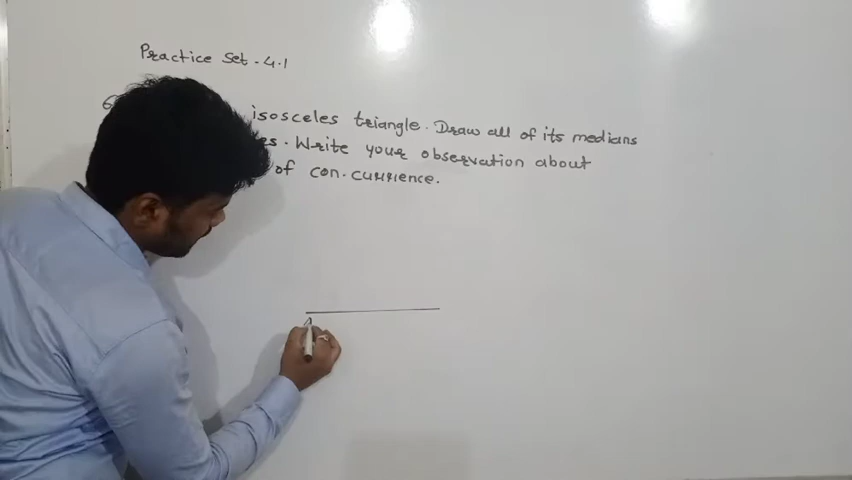 Practice Set - 4.1
6 isosceles triangle. Draw all of its medians
es. Write your observation about
of con.currience.